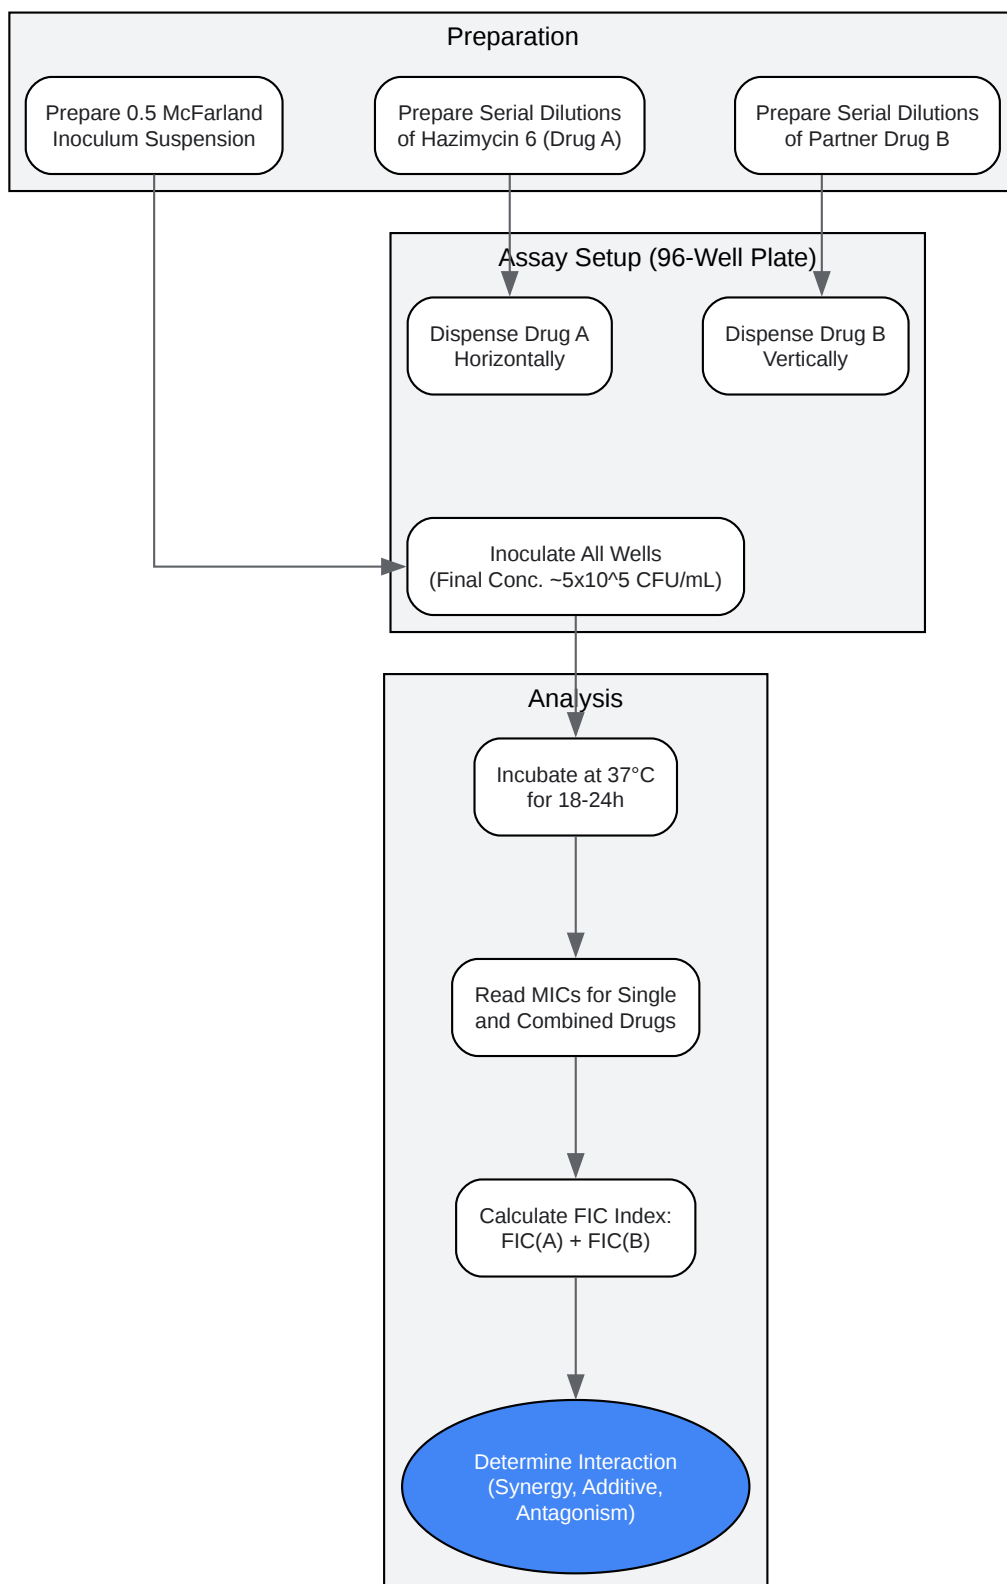 Preparation
Prepare 0.5 McFarland
Inoculum Suspension
Prepare Serial Dilutions
of Hazimycin 6 (Drug A)
Prepare Serial Dilutions
of Partner Drug B
Assay Setup (96-Well Plate)
Dispense Drug A
Horizontally
Dispense Drug B
Vertically
Inoculate All Wells
(Final Conc. ~5x10^5 CFU/mL)
Analysis
Incubate at 37°C
for 18-24h
Read MICs for Single
and Combined Drugs
Calculate FIC Index:
FIC(A) + FIC(B)
Determine Interaction
(Synergy, Additive,
Antagonism)